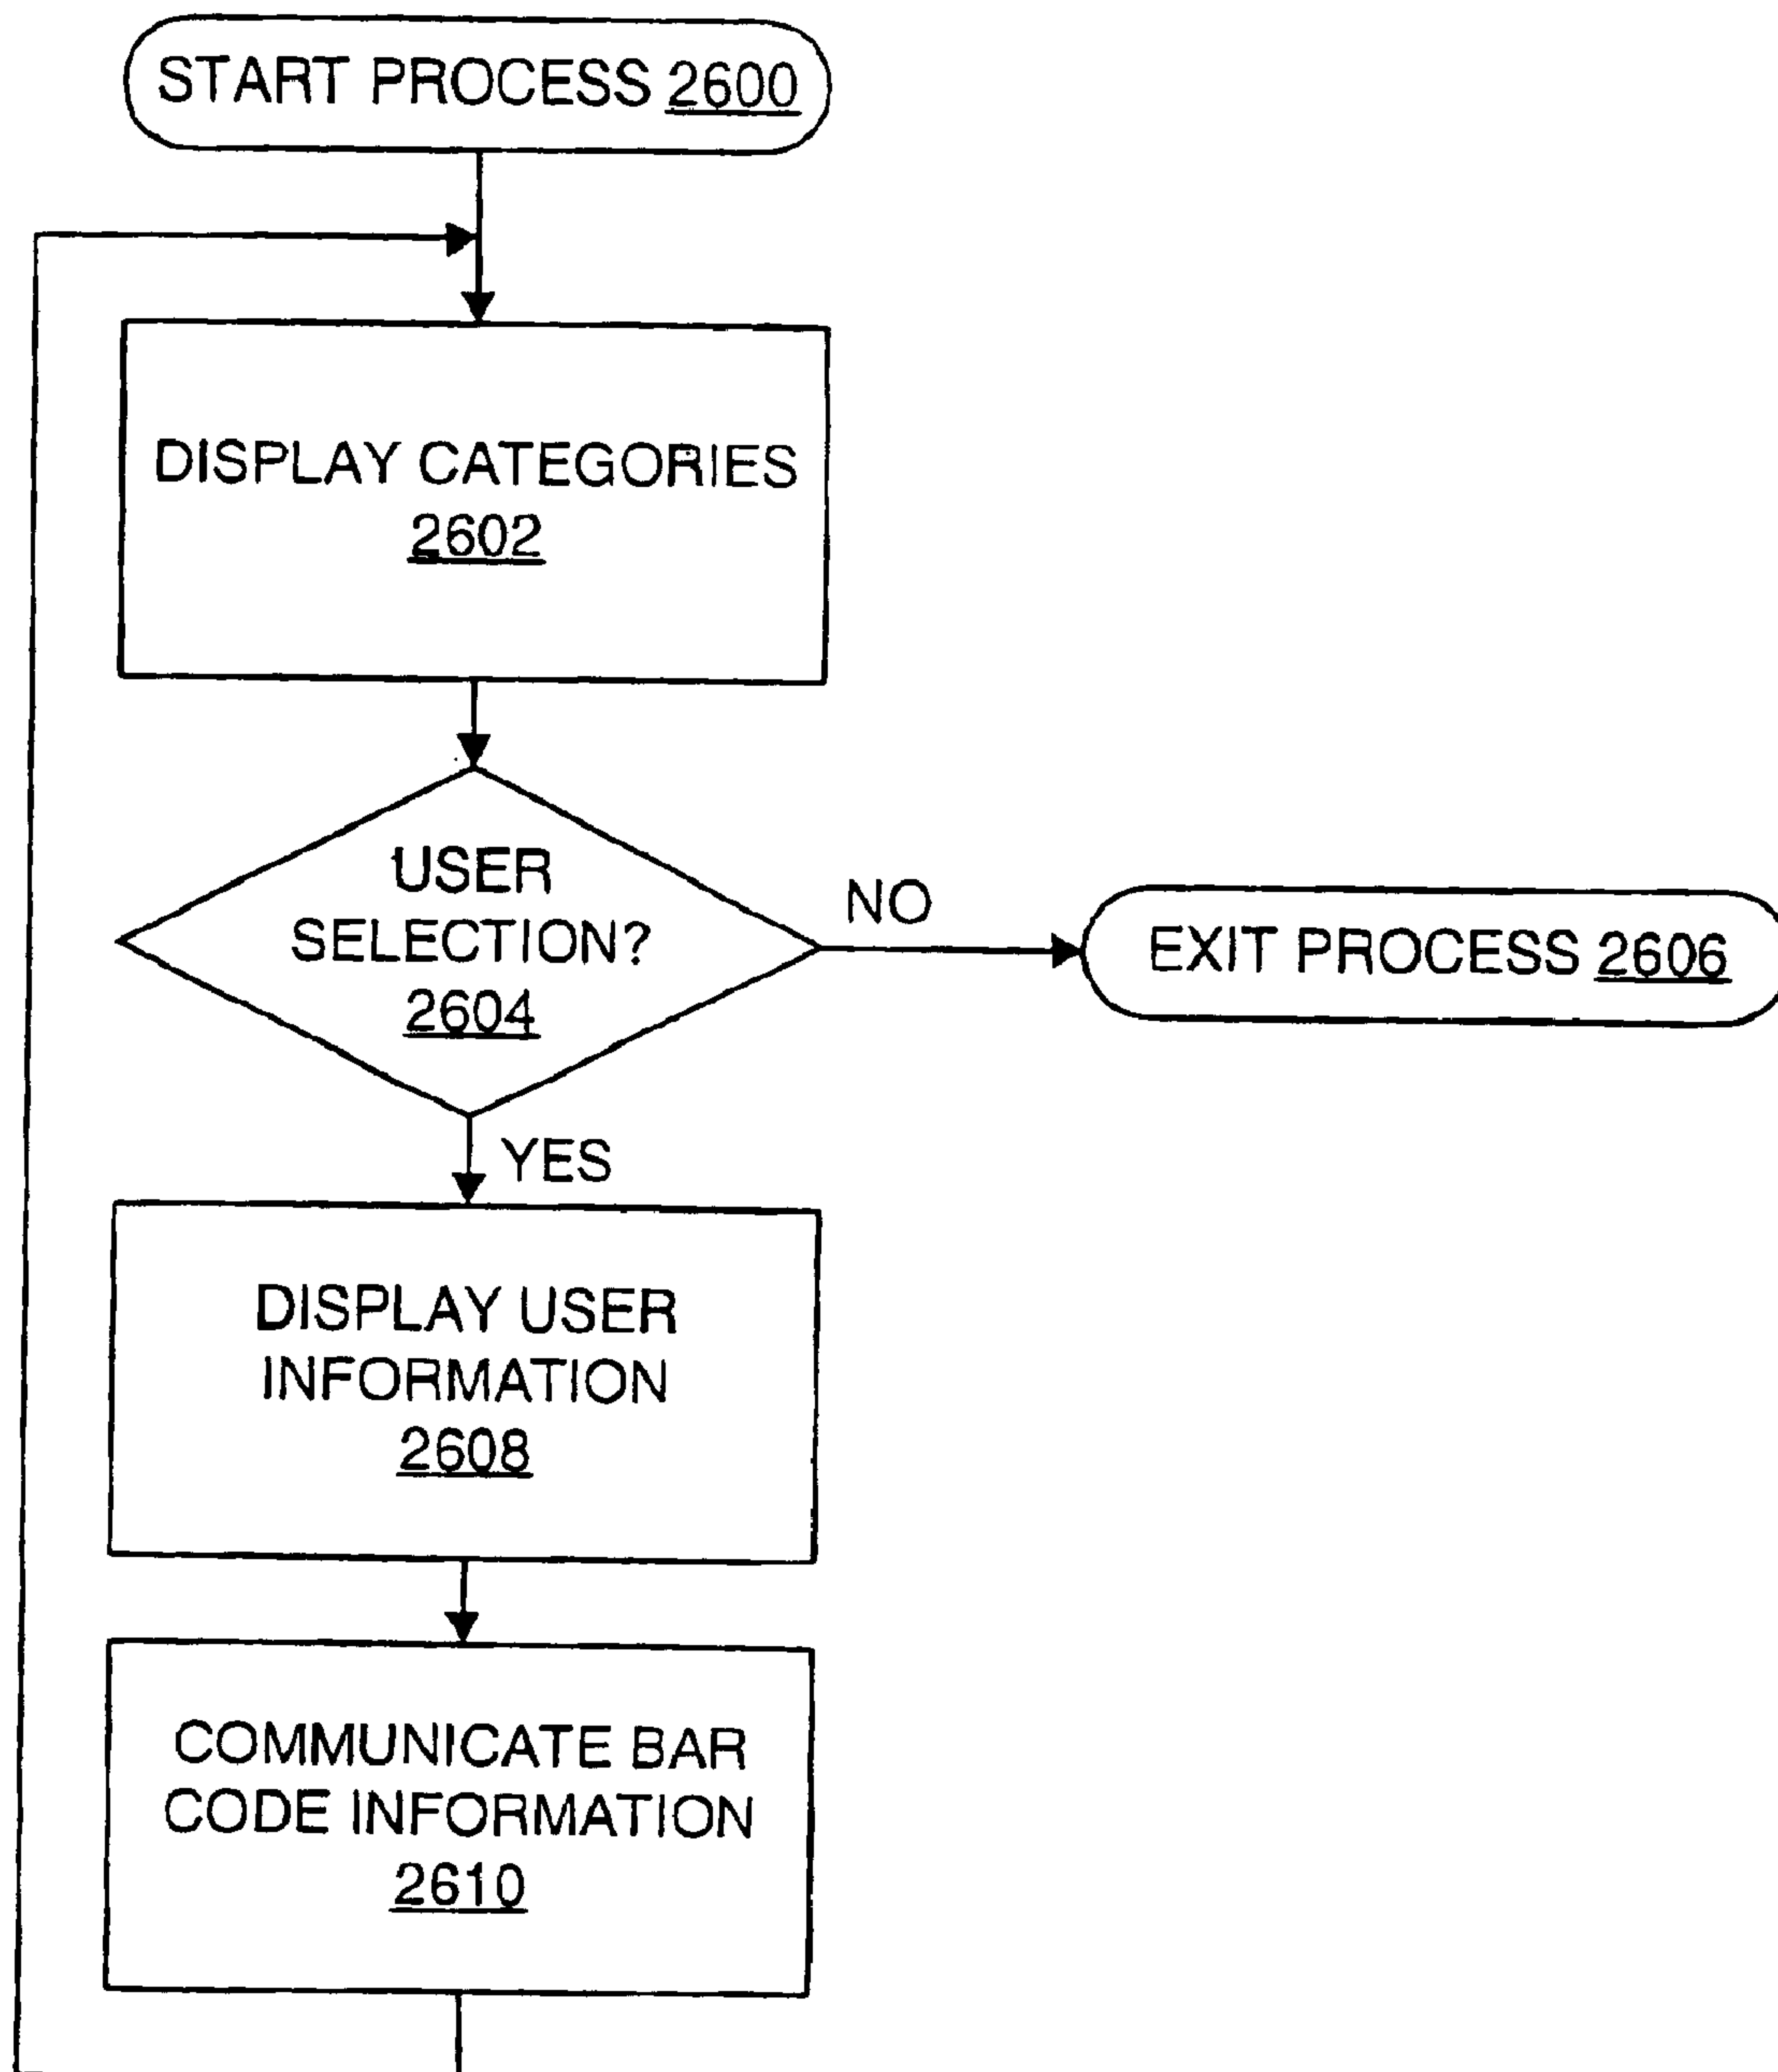 START PROCESS 2600
DISPLAY CATEGORIES
2602
USER
SELECTION?
2604
NO
EXIT PROCESS 2606
YES
DISPLAY USER
INFORMATION
2608
COMMUNICATE BAR
CODE INFORMATION
2610